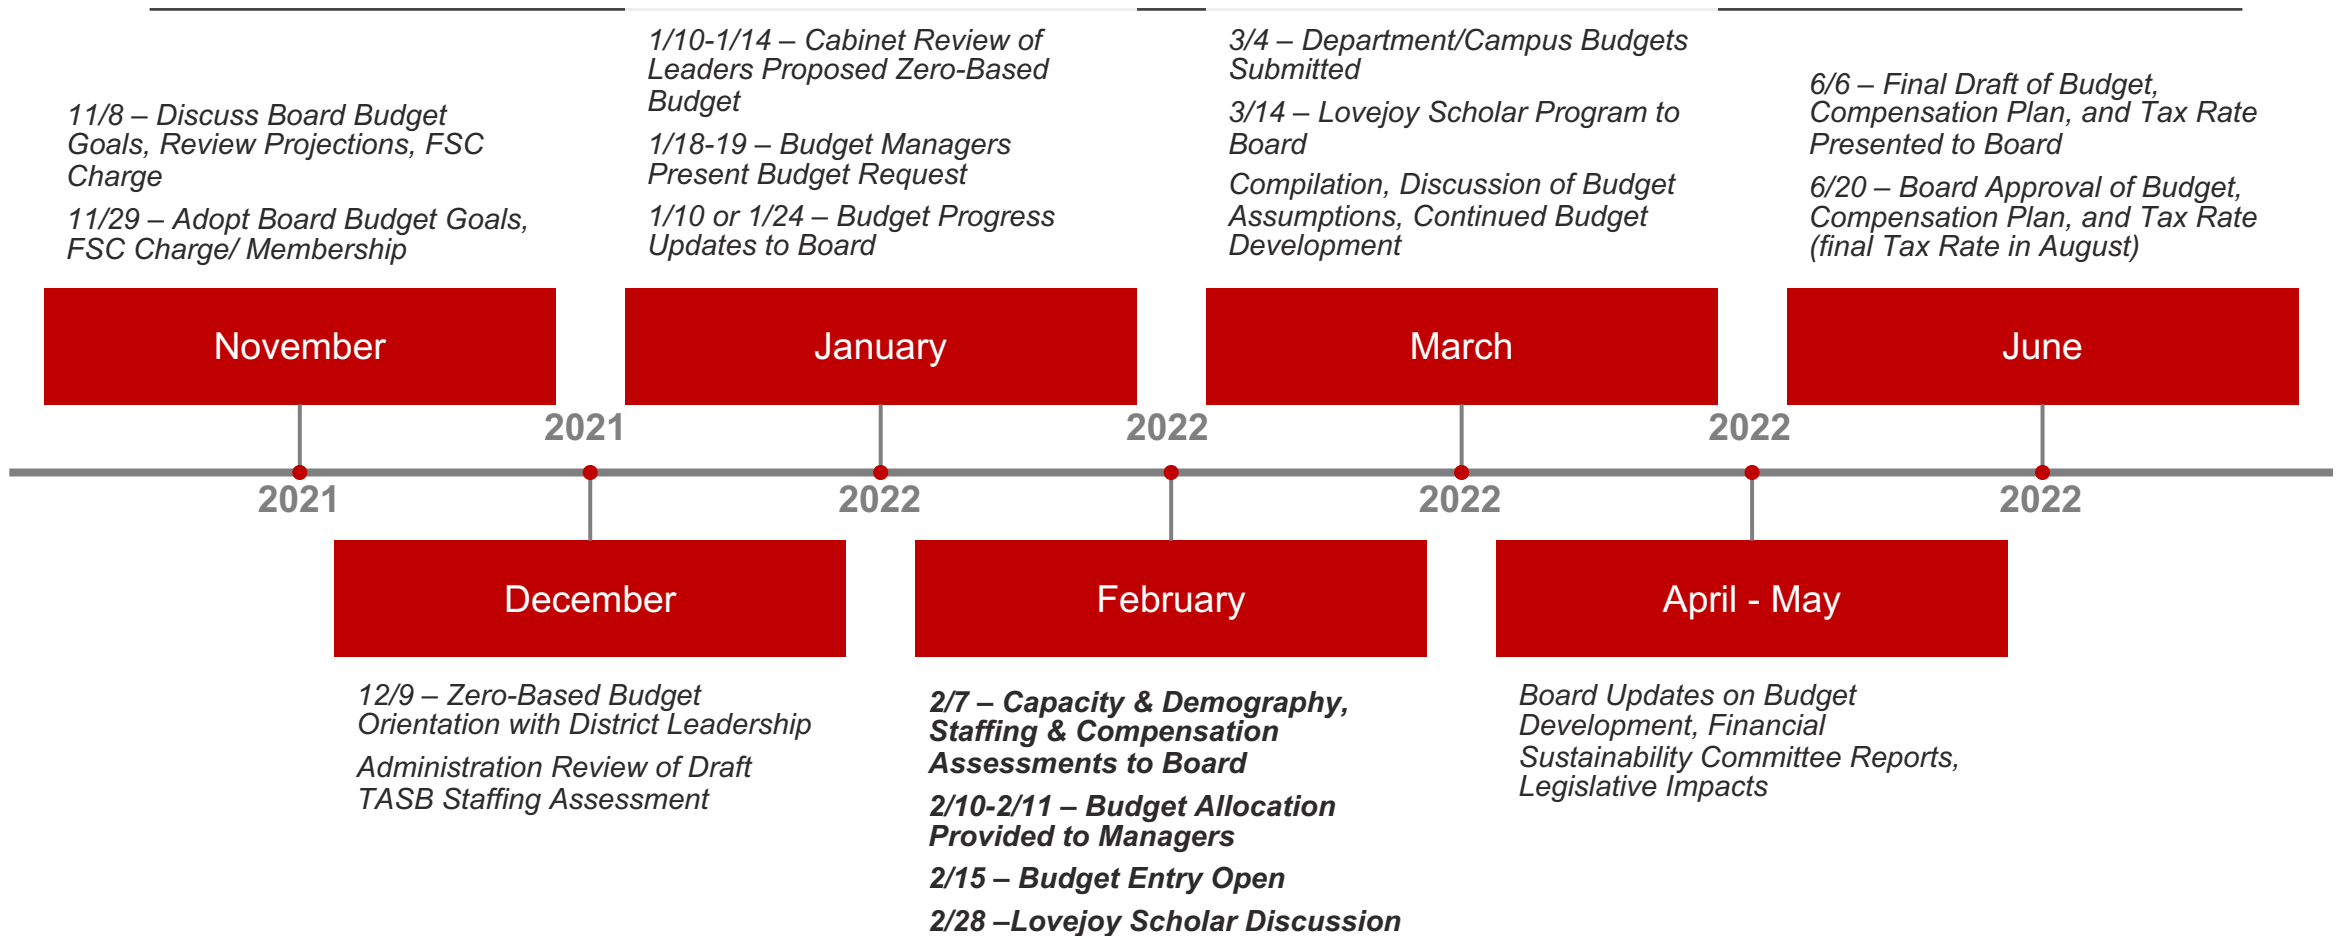 11/8 – Discuss Board Budget
Goals, Review Projections, FSC
Charge
11/29 – Adopt Board Budget Goals,
FSC Charge/ Membership
1/10-1/14 – Cabinet Review of
Leaders Proposed Zero-Based
Budget
1/18-19 – Budget Managers
Present Budget Request
1/10 or 1/24 – Budget Progress
Updates to Board
3/4 – Department/Campus Budgets
Submitted
3/14 – Lovejoy Scholar Program to
Board
Compilation, Discussion of Budget
Assumptions, Continued Budget
Development
6/6 – Final Draft of Budget,
Compensation Plan, and Tax Rate
Presented to Board
6/20 – Board Approval of Budget,
Compensation Plan, and Tax Rate
(final Tax Rate in August)
November
January
March
June
2021
2022
2022
2021
2022
2022
2022
December
February
April - May
12/9 – Zero-Based Budget
Orientation with District Leadership
Administration Review of Draft
TASB Staffing Assessment
2/7 – Capacity & Demography,
Staffing & Compensation
Assessments to Board
2/10-2/11 – Budget Allocation
Provided to Managers
2/15 – Budget Entry Open
2/28 –Lovejoy Scholar Discussion
Board Updates on Budget
Development, Financial
Sustainability Committee Reports,
Legislative Impacts